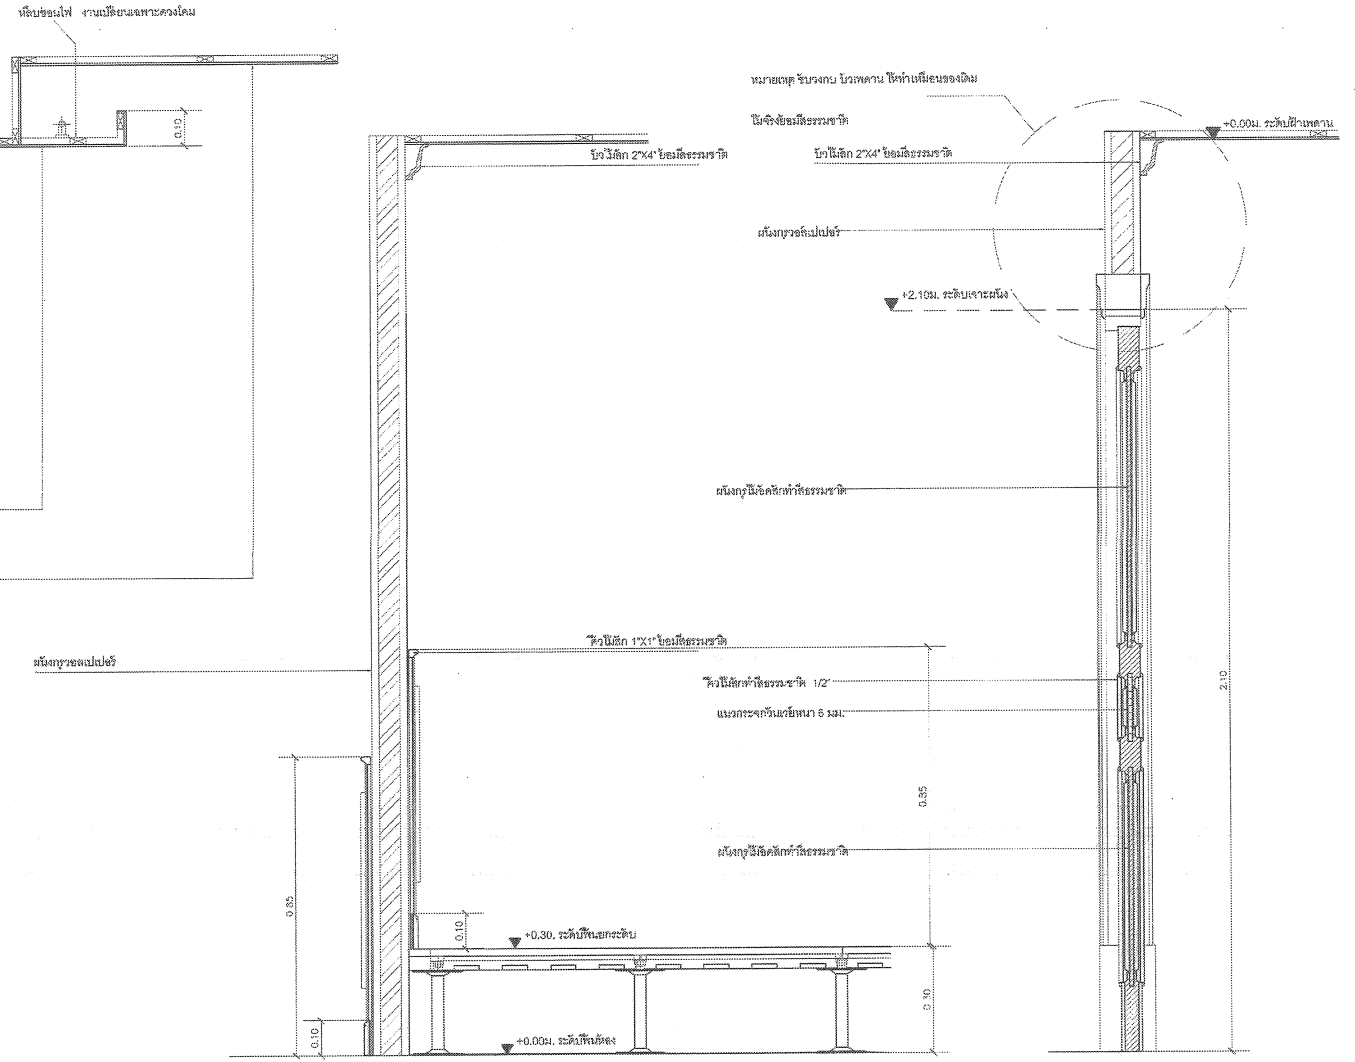 หลืบซ่อนไฟ งานเปลี่ยนเฉพาะดวงโคม
0.10
หมายเหตุ ช่วงวงกบ บัวเพดาน ให้ทำเหมือนของเดิม
ไม้จริงย้อมสีธรรมชาติ
+0.00ม. ระดับฝ้าเพดาน
บัวไม้สัก 2"X4" ย้อมสีธรรมชาติ
บัวไม้สัก 2"X4" ย้อมสีธรรมชาติ
ผนังกรุวอลเปเปอร์
+2.10ม. ระดับเจาะผนัง
ผนังกรุไม้อัดสักทำสีธรรมชาติ
คิ้วไม้สัก 1"X1" ย้อมสีธรรมชาติ
ผนังกรุวอลเปเปอร์
คิ้วไม้สักทำสีธรรมชาติ 1/2"
2.10
แนวกระจก หนา 6 มม.
0.85
ผนังกรุไม้อัดสักทำสีธรรมชาติ
0.85
0.10
+0.30. ระดับพื้นยกระดับ
0.30
0.10
+0.00ม. ระดับพื้นห้อง